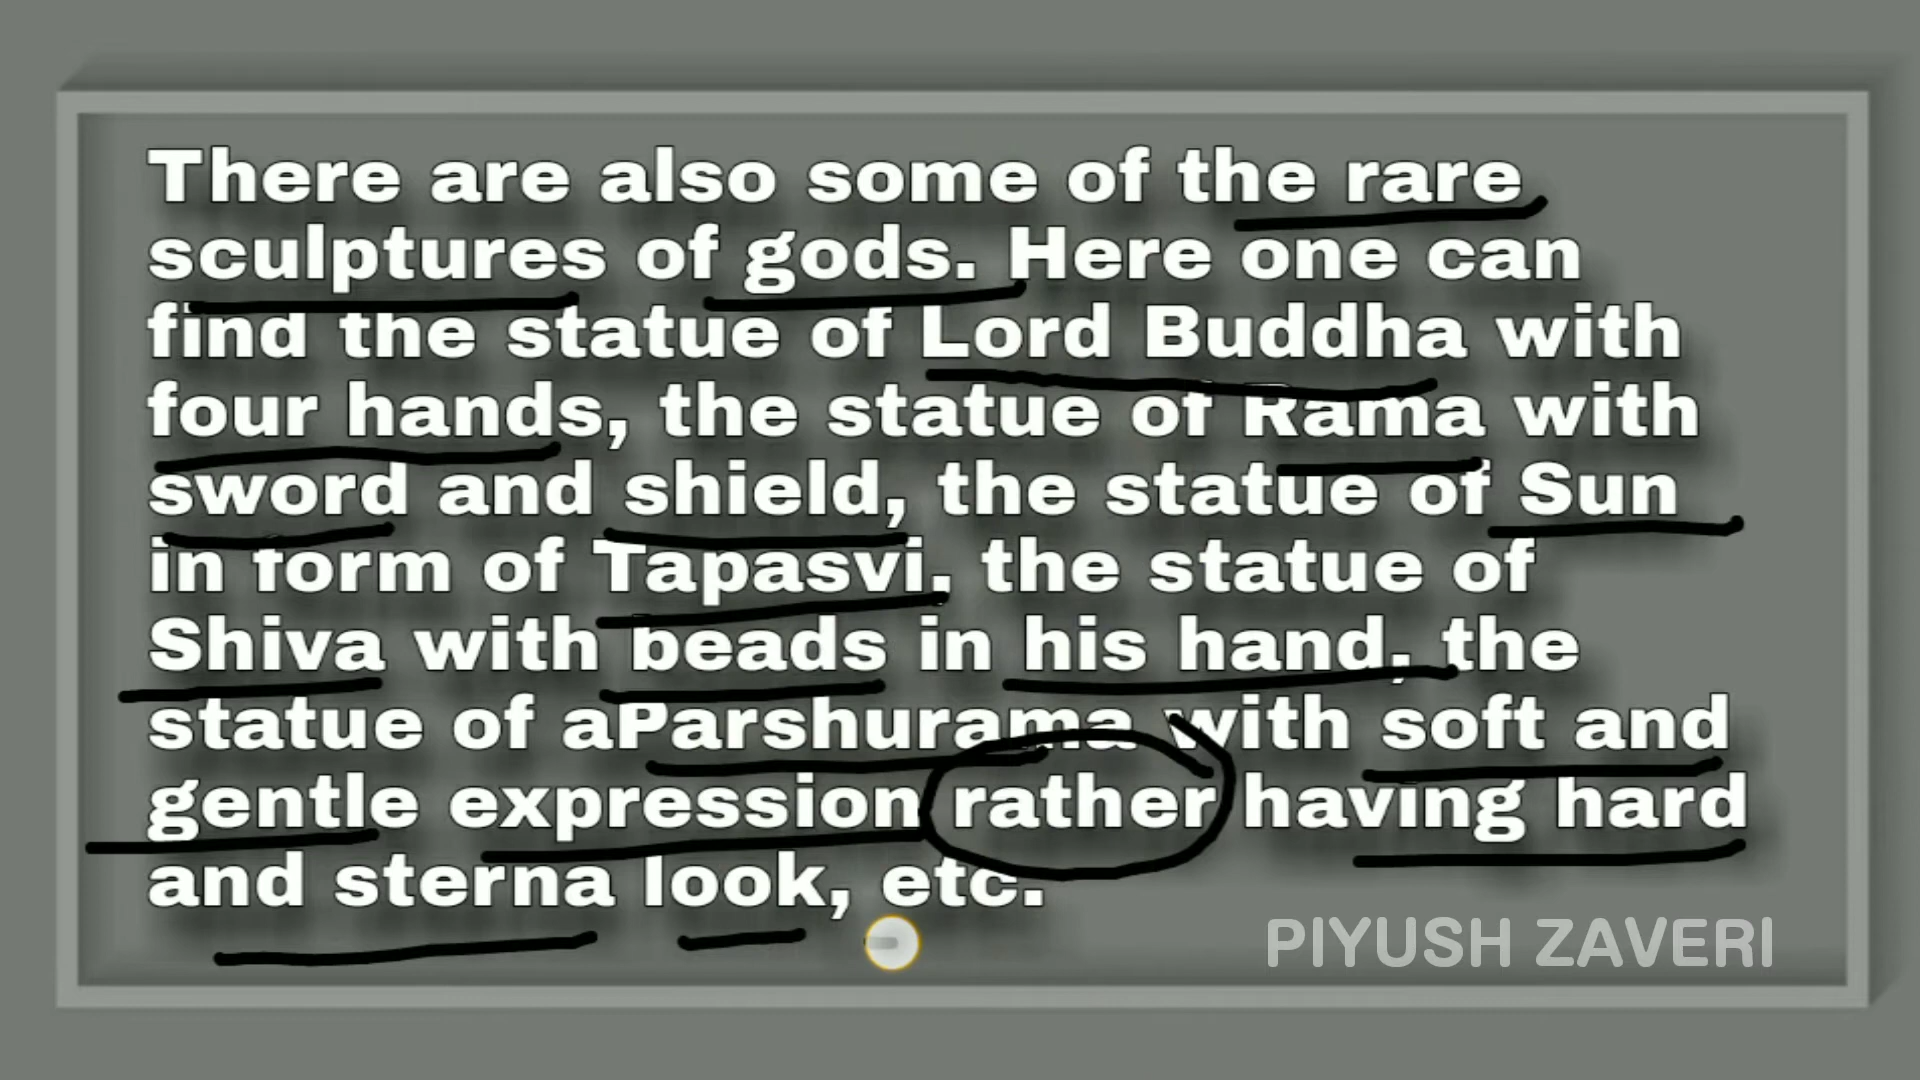 There are also some of the rare
sculptures of gods. Here one can
find the statue of Lord Buddha with
four hands, the statue of Rama with
sword and shield, the statue of Sun
in form of Tapasvi. the statue of
Shiva with beads in his hand, the
statue of aParshurama with soft and
gentle expression rather having hard
and sterna look, etc.
PIYUSH ZAVERI